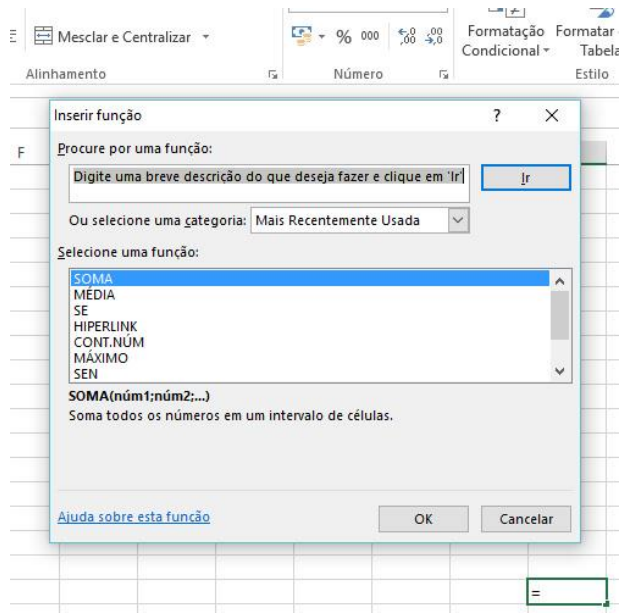 Mesclar e Centralizar
% 000
,00
Formatação Formatar
Condicional Tabela
Alinhamento Número Estilo
Inserir função ? X
F
Procure por uma função:
Digite uma breve descrição do que deseja fazer e clique em 'Ir'
Ir
Ou selecione uma categoria: Mais Recentemente Usada
Selecione uma função:
SOMA
MÉDIA
SE
HIPERLINK
CONT.NÚM
MÁXIMO
SEN
SOMA(núm1;núm2;...)
Soma todos os números em um intervalo de células.
Ajuda sobre esta função OK Cancelar
=